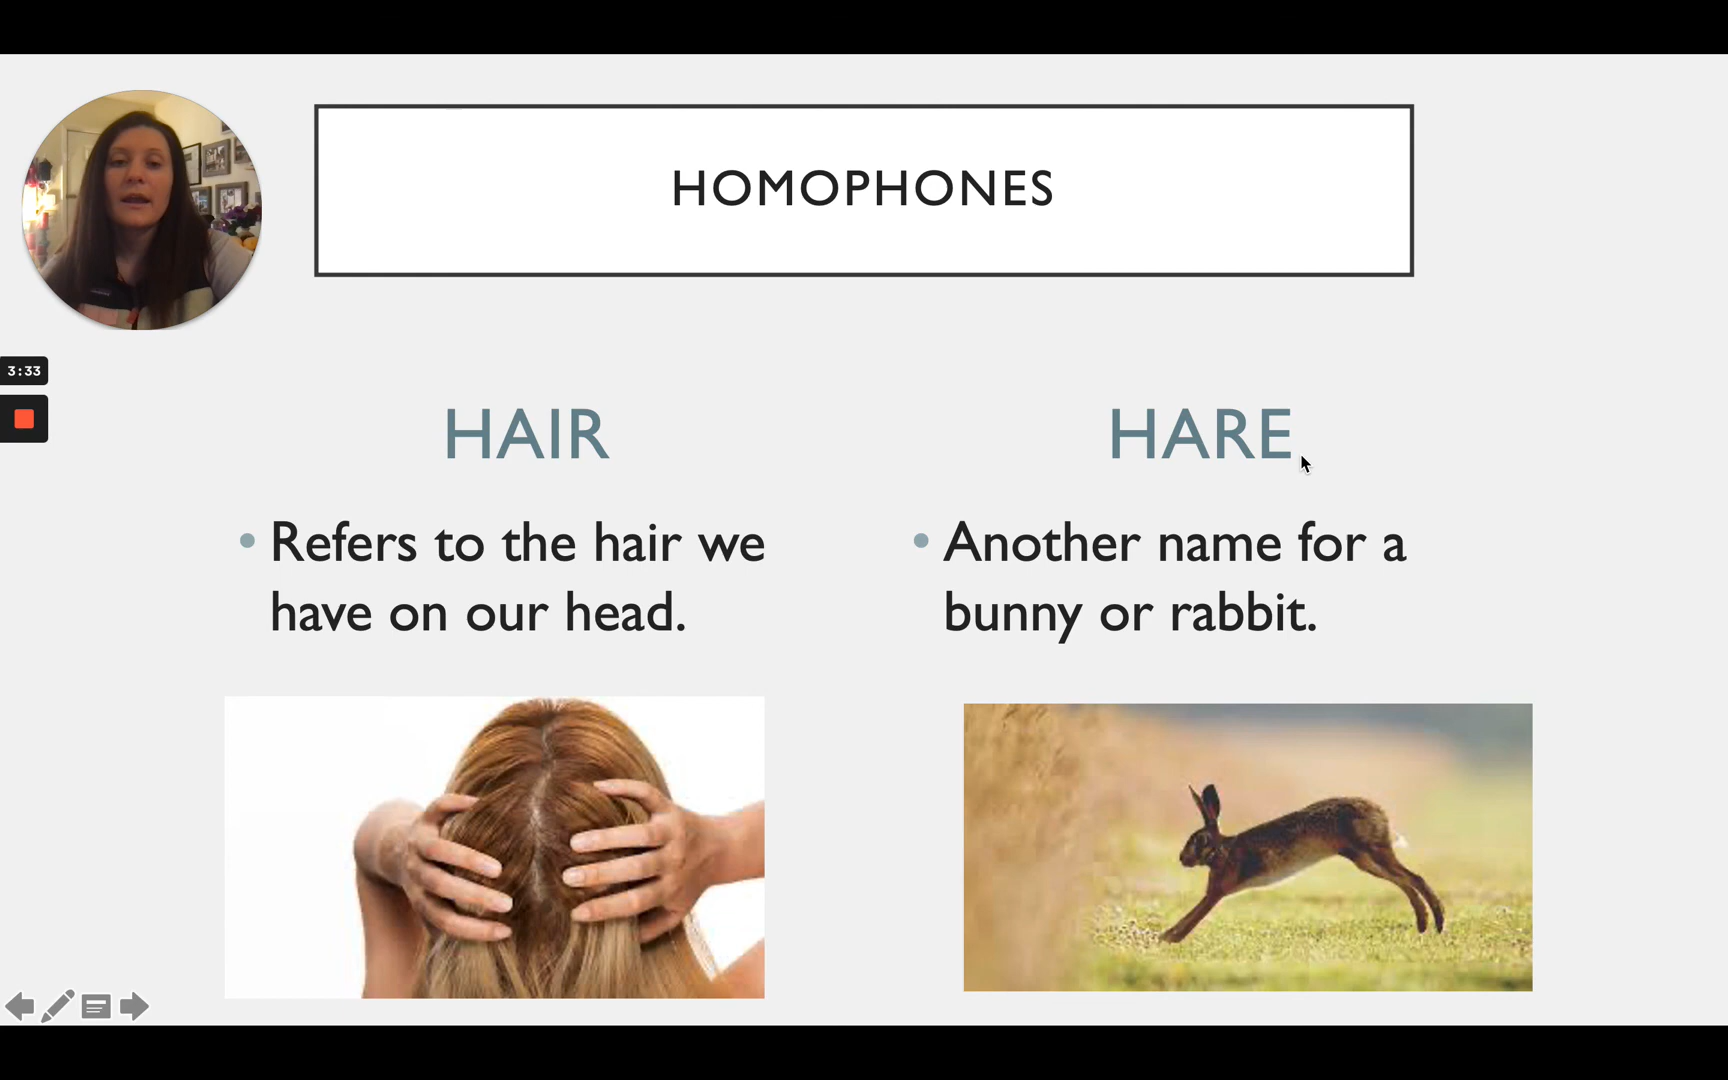 HOMOPHONES
3:33
HAIR
HARE
• Refers to the hair we
have on our head.
• Another name for a
bunny or rabbit.